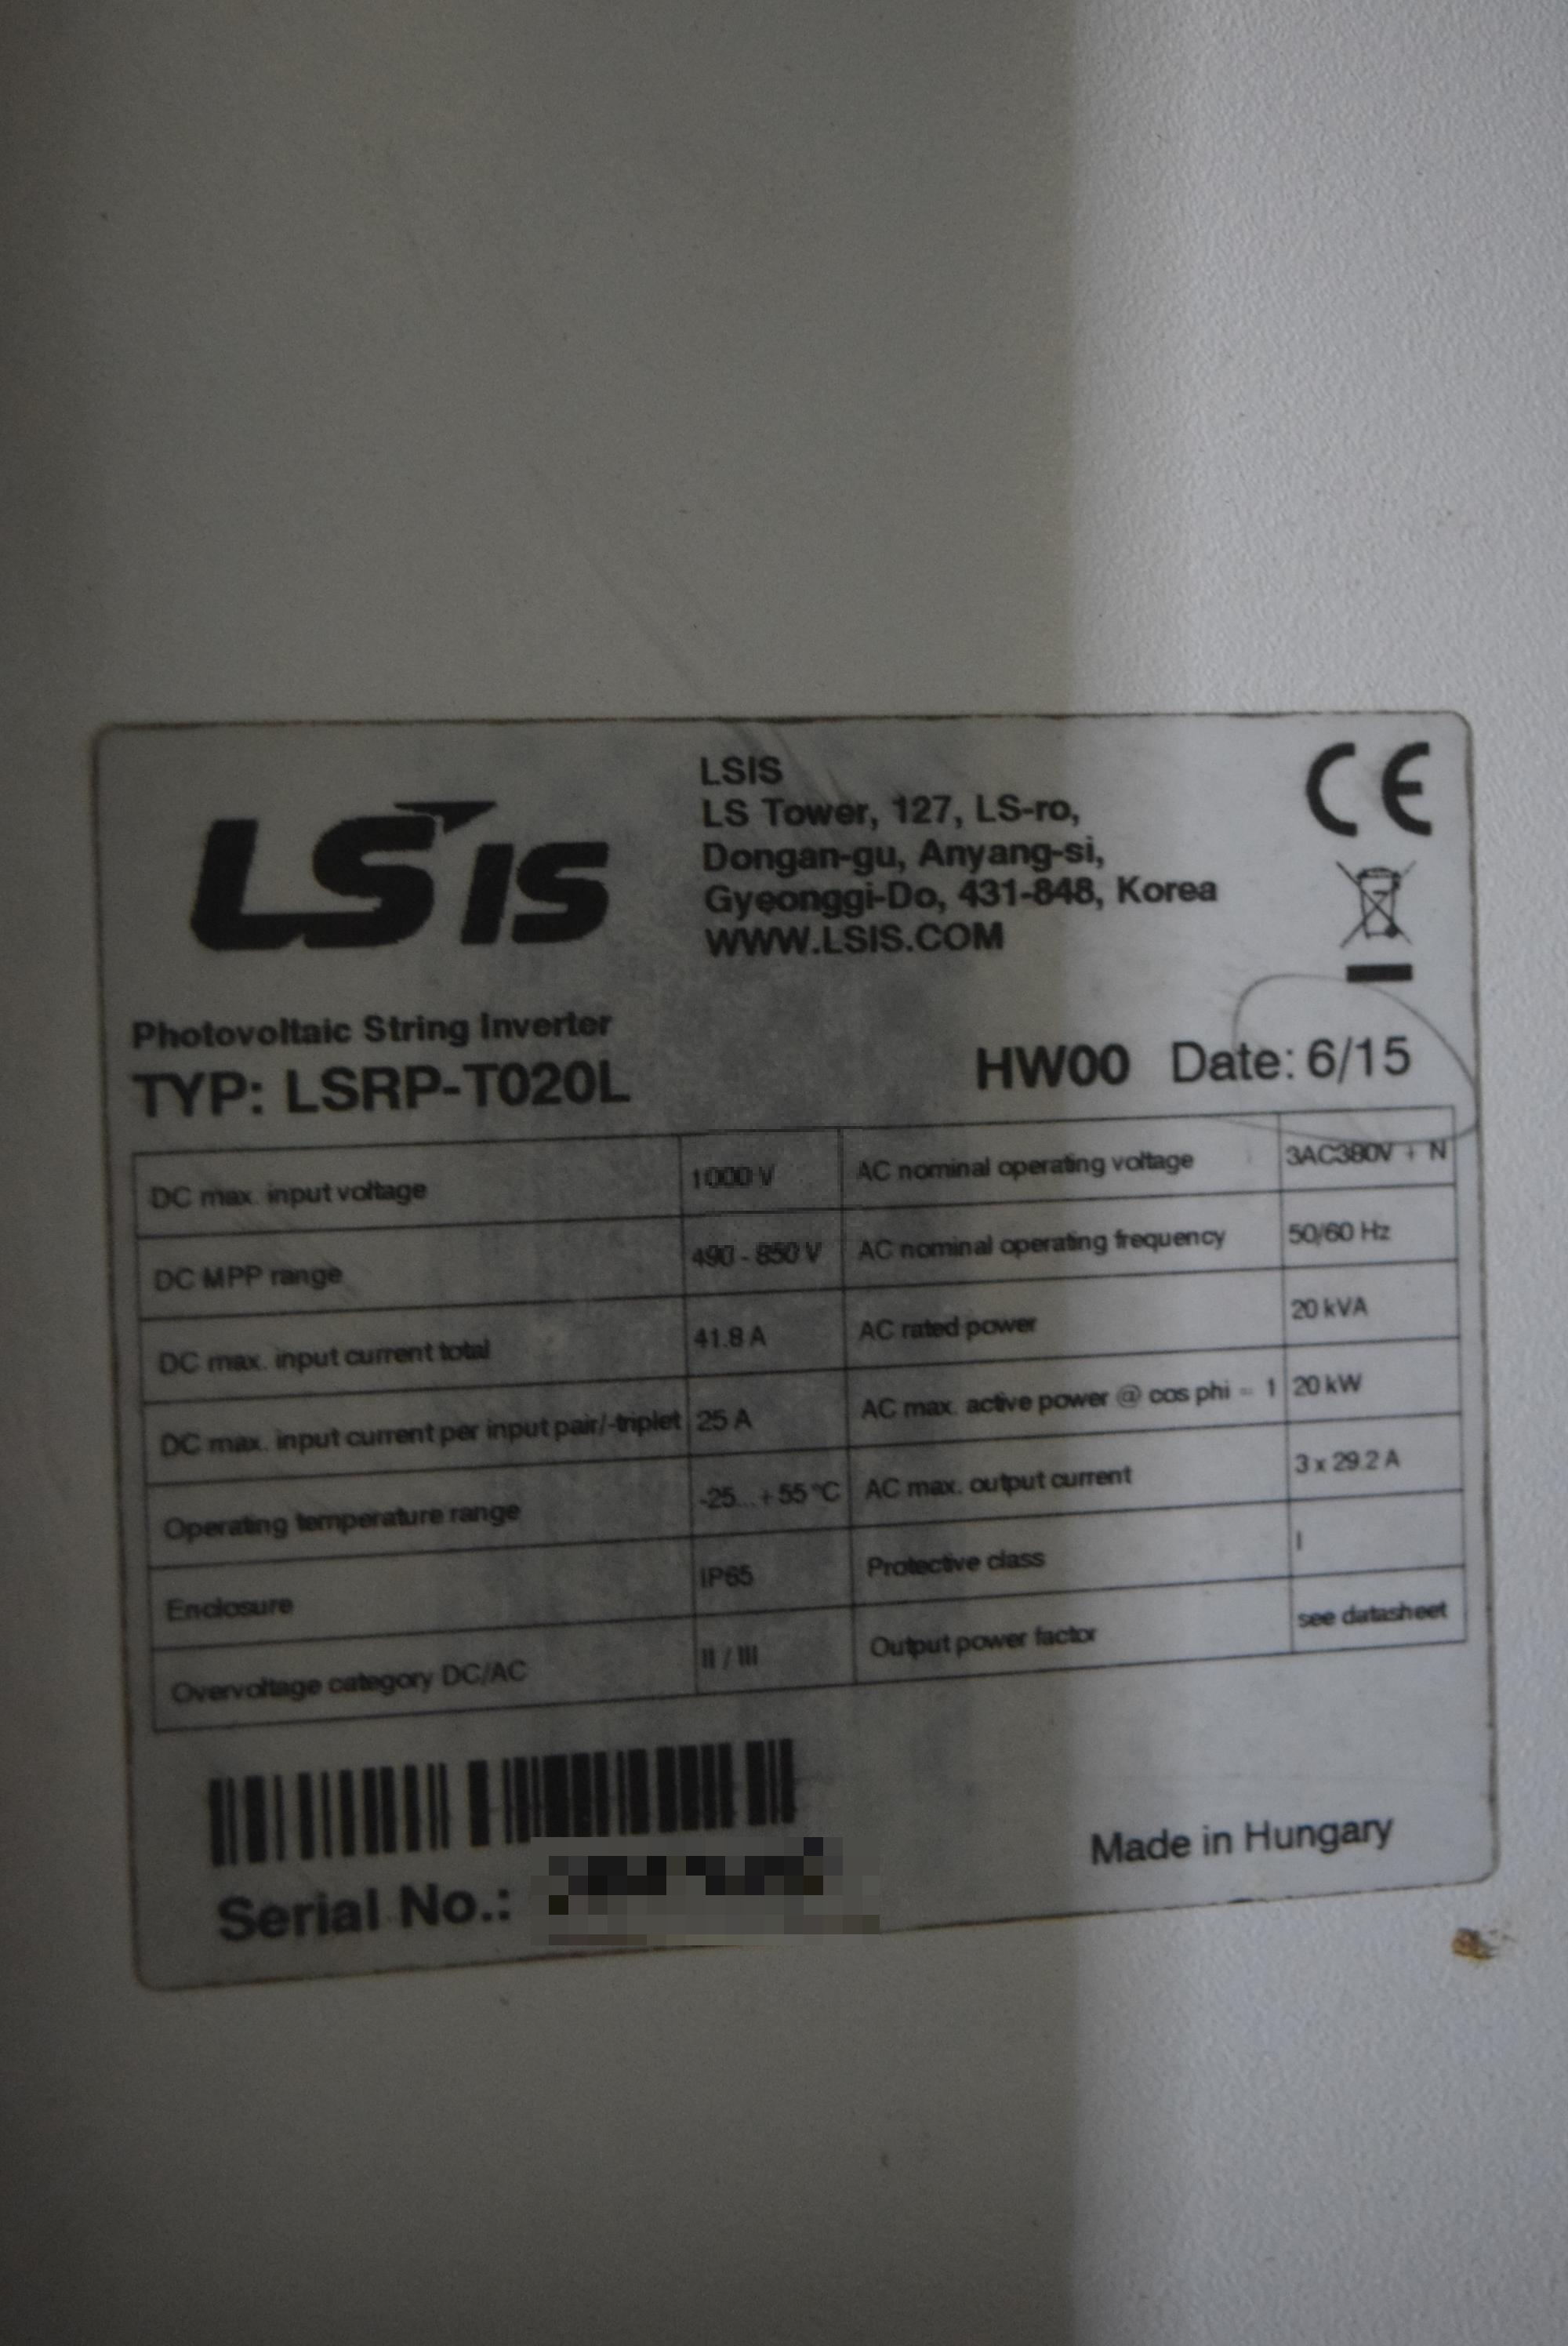 LSIS
LSIS
LS Tower, 127, LS-ro,
Dongan-gu, Anyang-si,
Gyeonggi-Do, 431-848, Korea
WWW.LSIS.COM
CE
Photovoltaic String Inverter
TYP: LSRP-T020L
HW00 Date: 6/15
DC max. input voltage 1000 V AC nominal operating voltage 3AC380V + N
DC MPP range 490 - 850 V AC nominal operating frequency 50/60 Hz
DC max. input current total 41.8 A AC rated power 20 kVA
DC max. input current per input pair/-triplet 25 A AC max. active power @ cos phi = 1 20 kW
Operating temperature range -25...+55 °C AC max. output current 3 x 29.2 A
Enclosure IP65 Protective class I
Overvoltage category DC/AC II / III Output power factor see datasheet
Serial No.:
Made in Hungary